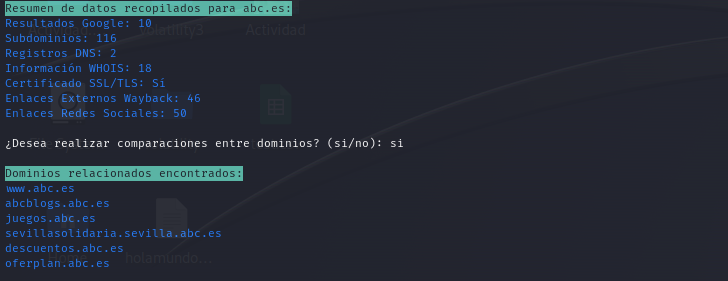 Resumen de datos recopilados para abc.es:
Resultados Google: 10
Subdominios: 116
Registros DNS: 2
Información WHOIS: 18
Certificado SSL/TLS: Sí
Enlaces Externos Wayback: 46
Enlaces Redes Sociales: 50
¿Desea realizar comparaciones entre dominios? (si/no): si
Dominios relacionados encontrados:
www.abc.es
abcblogs.abc.es
juegos.abc.es
sevillasolidaria.sevilla.abc.es
descuentos.abc.es
oferplan.abc.es
Actividad
holamundo...